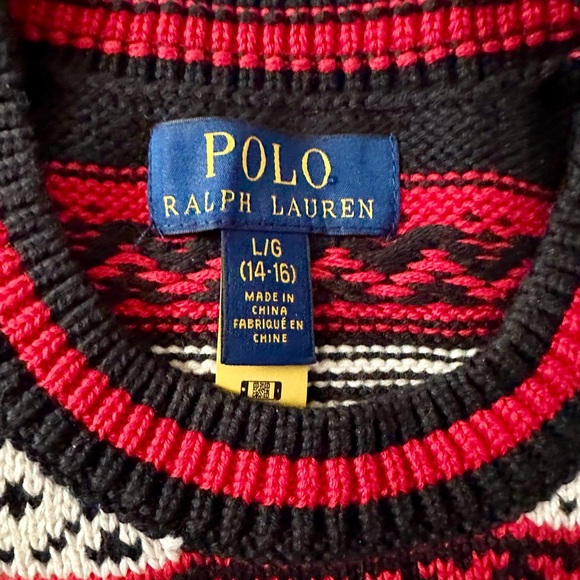 POLO
RALPH LAUREN
L/G
(14-16)
MADE IN
CHINA
FABRIQUÉ EN
CHINE